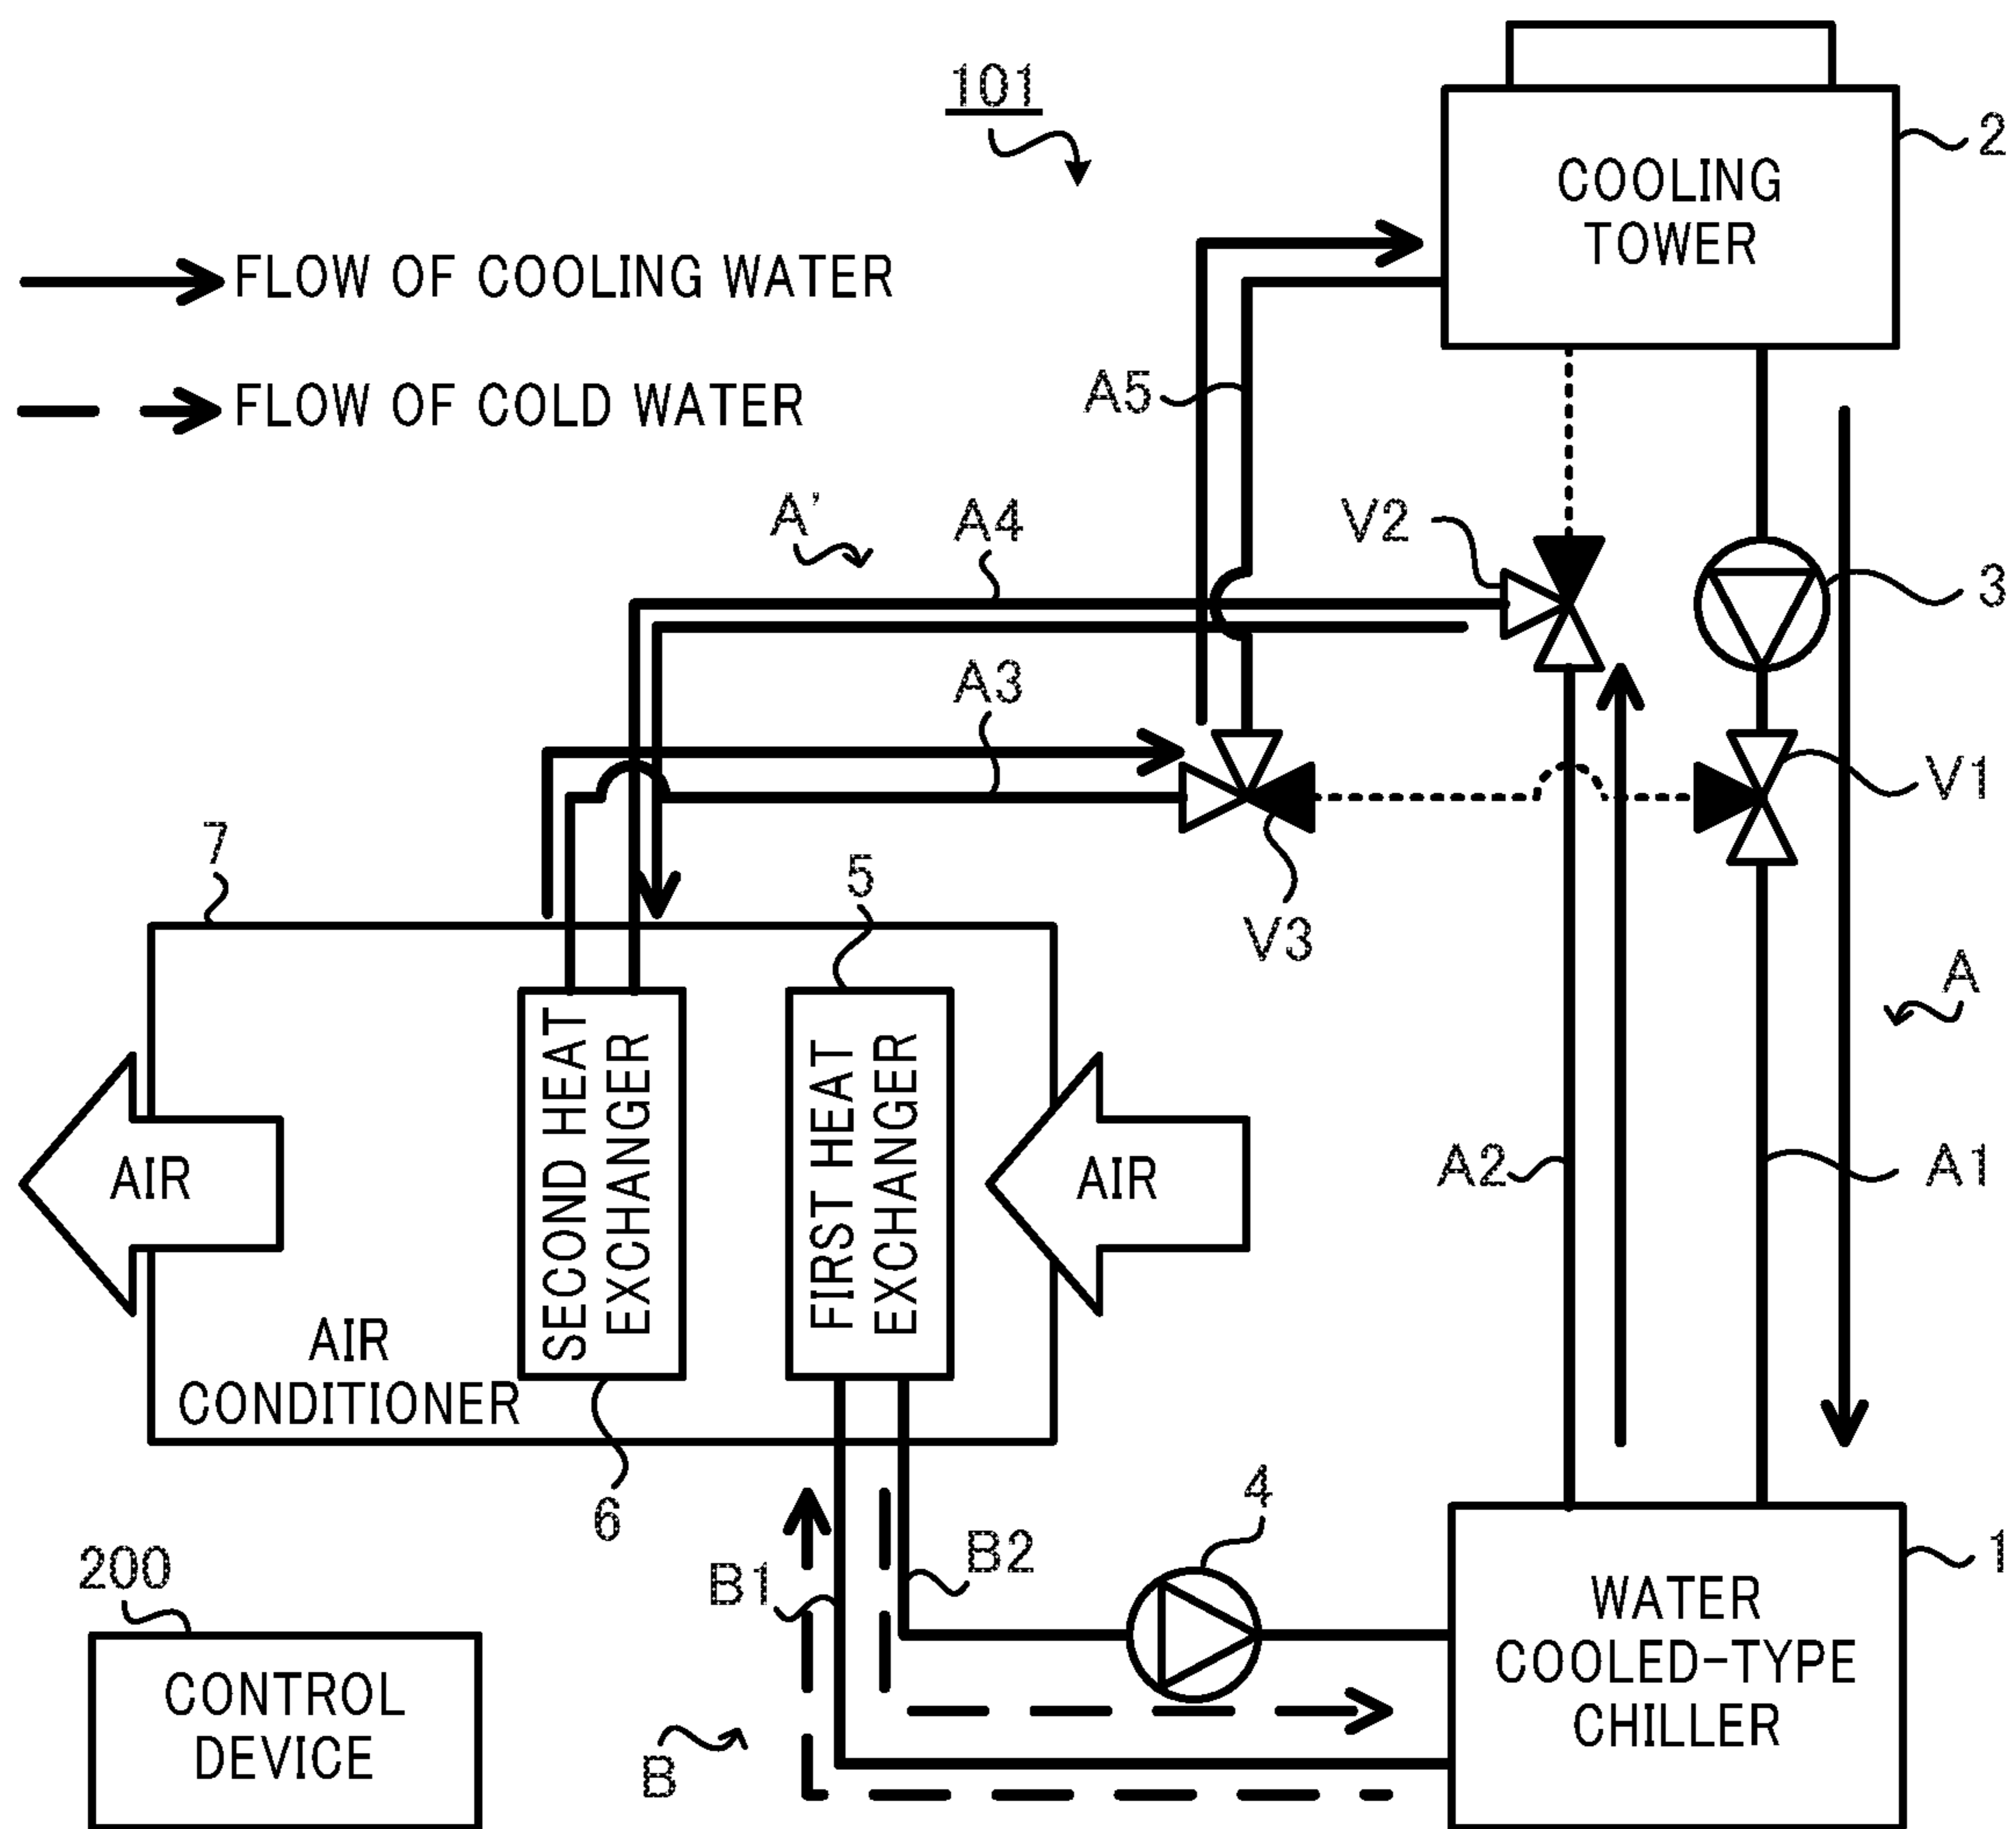 101
2
COOLING
TOWER
FLOW OF COOLING WATER
FLOW OF COLD WATER
A5
A'
A4
V2
3
A3
V1
7
5
V3
A
SECOND HEAT
EXCHANGER
FIRST HEAT
EXCHANGER
AIR
AIR
A2
A1
AIR
CONDITIONER
6
4
B1
B2
200
1
WATER
COOLED-TYPE
CHILLER
CONTROL
DEVICE
B